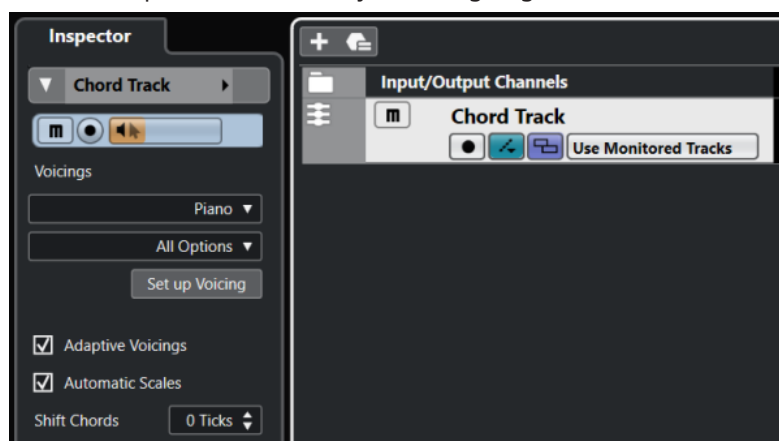 Inspector
Chord Track
m
Voicings
Piano
All Options
Set up Voicing
Adaptive Voicings
Automatic Scales
Shift Chords 0 Ticks
Input/Output Channels
m Chord Track
Use Monitored Tracks